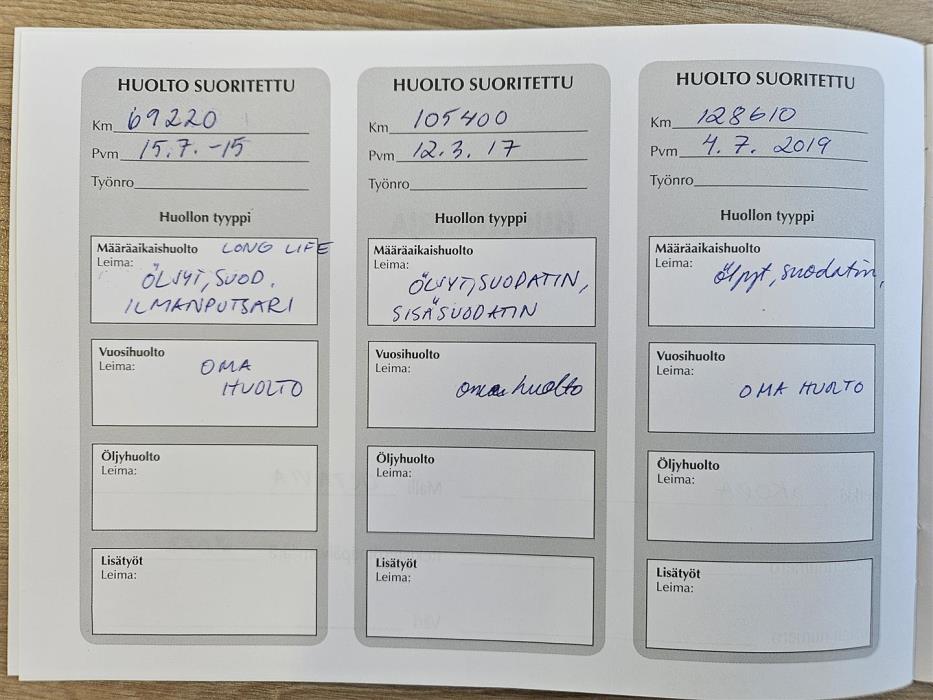 HUOLTO SUORITETTU
Km 69220
Pvm 15.7.-15
Työnro
Huollon tyyppi
Määräaikaishuolto LONG LIFE
Leima:
ÖLJYT, SUOD.
ILMANPUTSARI
Vuosihuolto
Leima: OMA
HUOLTO
Öljyhuolto
Leima:
Lisätyöt
Leima:
HUOLTO SUORITETTU
Km 105400
Pvm 12.3.17
Työnro
Huollon tyyppi
Määräaikaishuolto
Leima:
ÖLJYT, SUODATIN,
SISÄSUODATIN
Vuosihuolto
Leima:
oma huolto
Öljyhuolto
Leima:
Lisätyöt
Leima:
HUOLTO SUORITETTU
Km 128610
Pvm 4.7.2019
Työnro
Huollon tyyppi
Määräaikaishuolto
Leima: Öljyt, suodatin,
Vuosihuolto
Leima:
OMA HUOLTO
Öljyhuolto
Leima:
Lisätyöt
Leima: